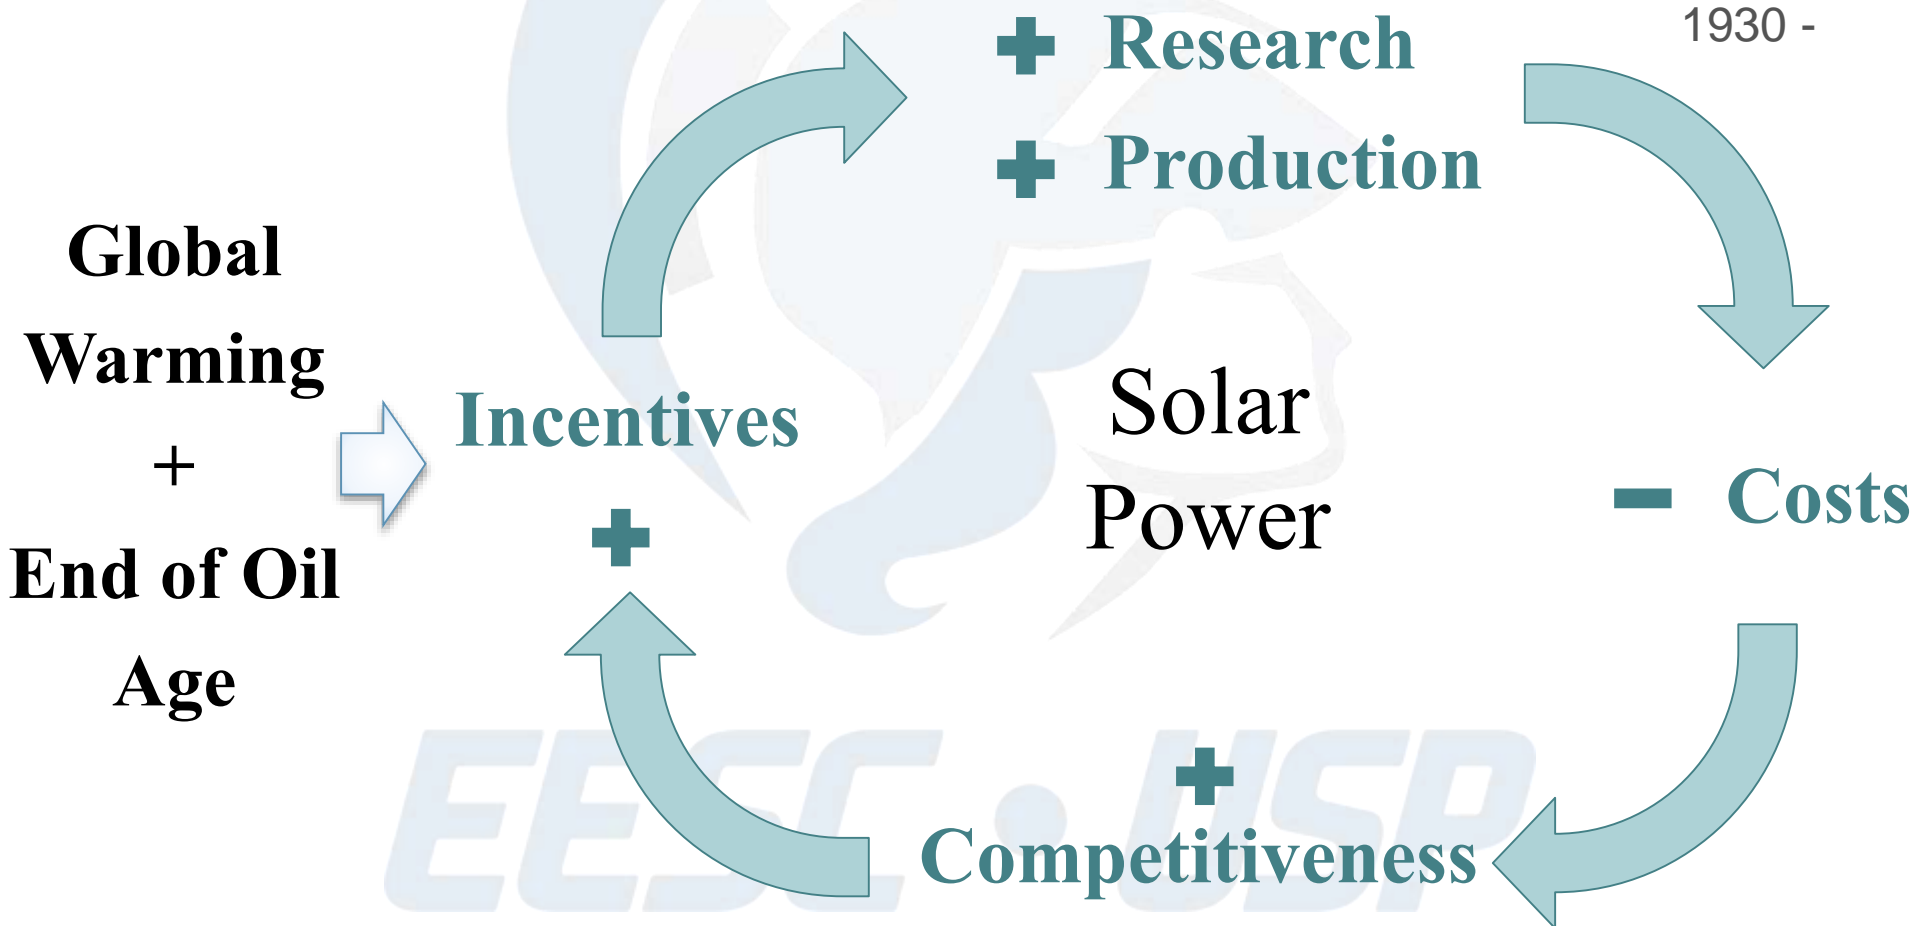 1930 -
+ Research
+ Production
Global
Warming
+
End of Oil
Age
Incentives
+
Solar
Power
- Costs
+
Competitiveness
EESC • USP